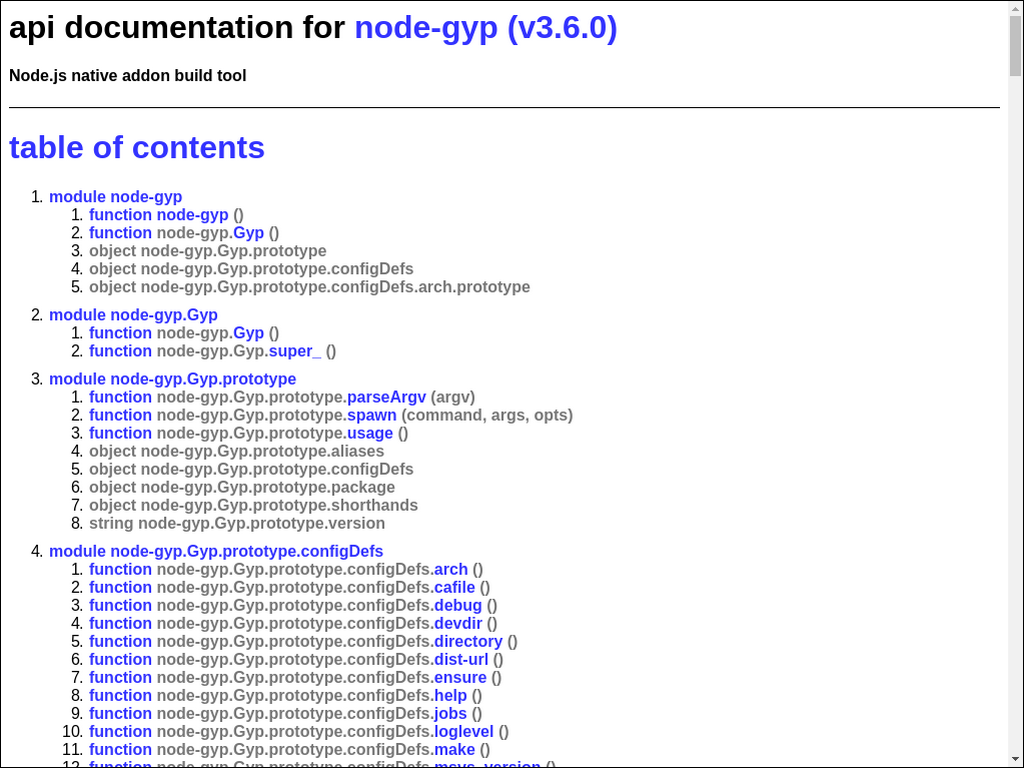 api documentation for node-gyp (v3.6.0)
Node.js native addon build tool
table of contents
1. module node-gyp
1. function node-gyp ()
2. function node-gyp.Gyp ()
3. object node-gyp.Gyp.prototype
4. object node-gyp.Gyp.prototype.configDefs
5. object node-gyp.Gyp.prototype.configDefs.arch.prototype
2. module node-gyp.Gyp
1. function node-gyp.Gyp ()
2. function node-gyp.Gyp.super_ ()
3. module node-gyp.Gyp.prototype
1. function node-gyp.Gyp.prototype.parseArgv (argv)
2. function node-gyp.Gyp.prototype.spawn (command, args, opts)
3. function node-gyp.Gyp.prototype.usage ()
4. object node-gyp.Gyp.prototype.aliases
5. object node-gyp.Gyp.prototype.configDefs
6. object node-gyp.Gyp.prototype.package
7. object node-gyp.Gyp.prototype.shorthands
8. string node-gyp.Gyp.prototype.version
4. module node-gyp.Gyp.prototype.configDefs
1. function node-gyp.Gyp.prototype.configDefs.arch ()
2. function node-gyp.Gyp.prototype.configDefs.cafile ()
3. function node-gyp.Gyp.prototype.configDefs.debug ()
4. function node-gyp.Gyp.prototype.configDefs.devdir ()
5. function node-gyp.Gyp.prototype.configDefs.directory ()
6. function node-gyp.Gyp.prototype.configDefs.dist-url ()
7. function node-gyp.Gyp.prototype.configDefs.ensure ()
8. function node-gyp.Gyp.prototype.configDefs.help ()
9. function node-gyp.Gyp.prototype.configDefs.jobs ()
10. function node-gyp.Gyp.prototype.configDefs.loglevel ()
11. function node-gyp.Gyp.prototype.configDefs.make ()
12. function node-gyp.Gyp.prototype.configDefs.msvs_version ()